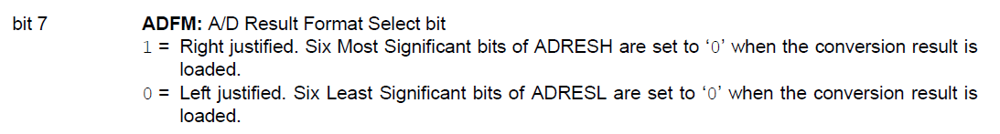 bit 7 ADFM: A/D Result Format Select bit
1 = Right justified. Six Most Significant bits of ADRESH are set to ‘0’ when the conversion result is
loaded.
0 = Left justified. Six Least Significant bits of ADRESL are set to ‘0’ when the conversion result is
loaded.